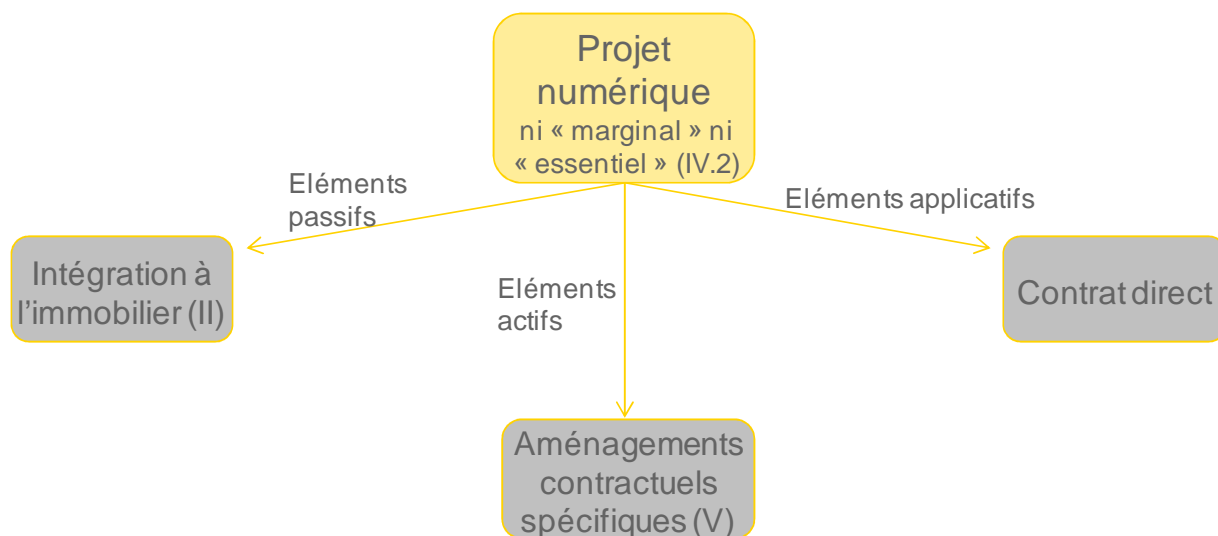 Projet
numérique
ni « marginal » ni
« essentiel » (IV.2)
Eléments
passifs
Eléments applicatifs
Intégration à
l’immobilier (II)
Eléments
actifs
Contrat direct
Aménagements
contractuels
spécifiques (V)